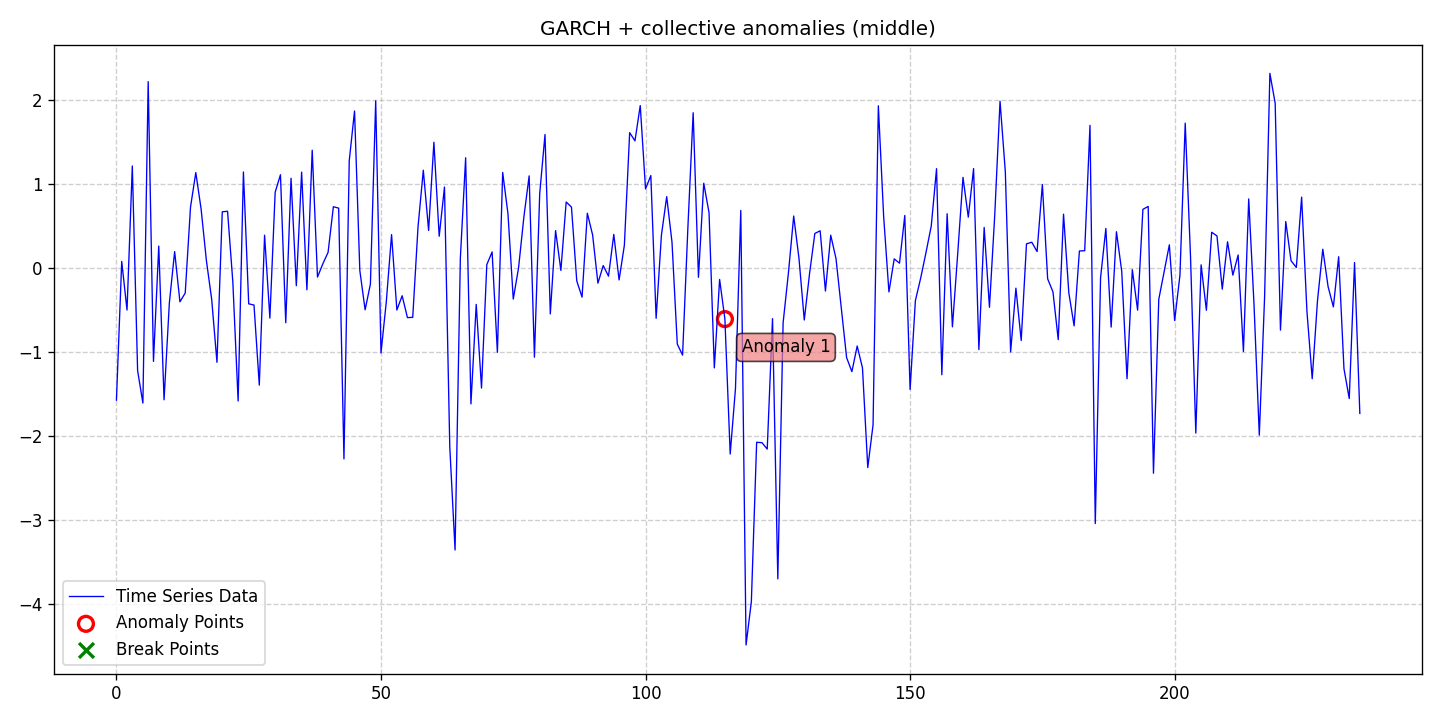 GARCH + collective anomalies (middle)
2
1
0
−1
−2
−3
−4
Anomaly 1
Time Series Data
Anomaly Points
Break Points
0
50
100
150
200